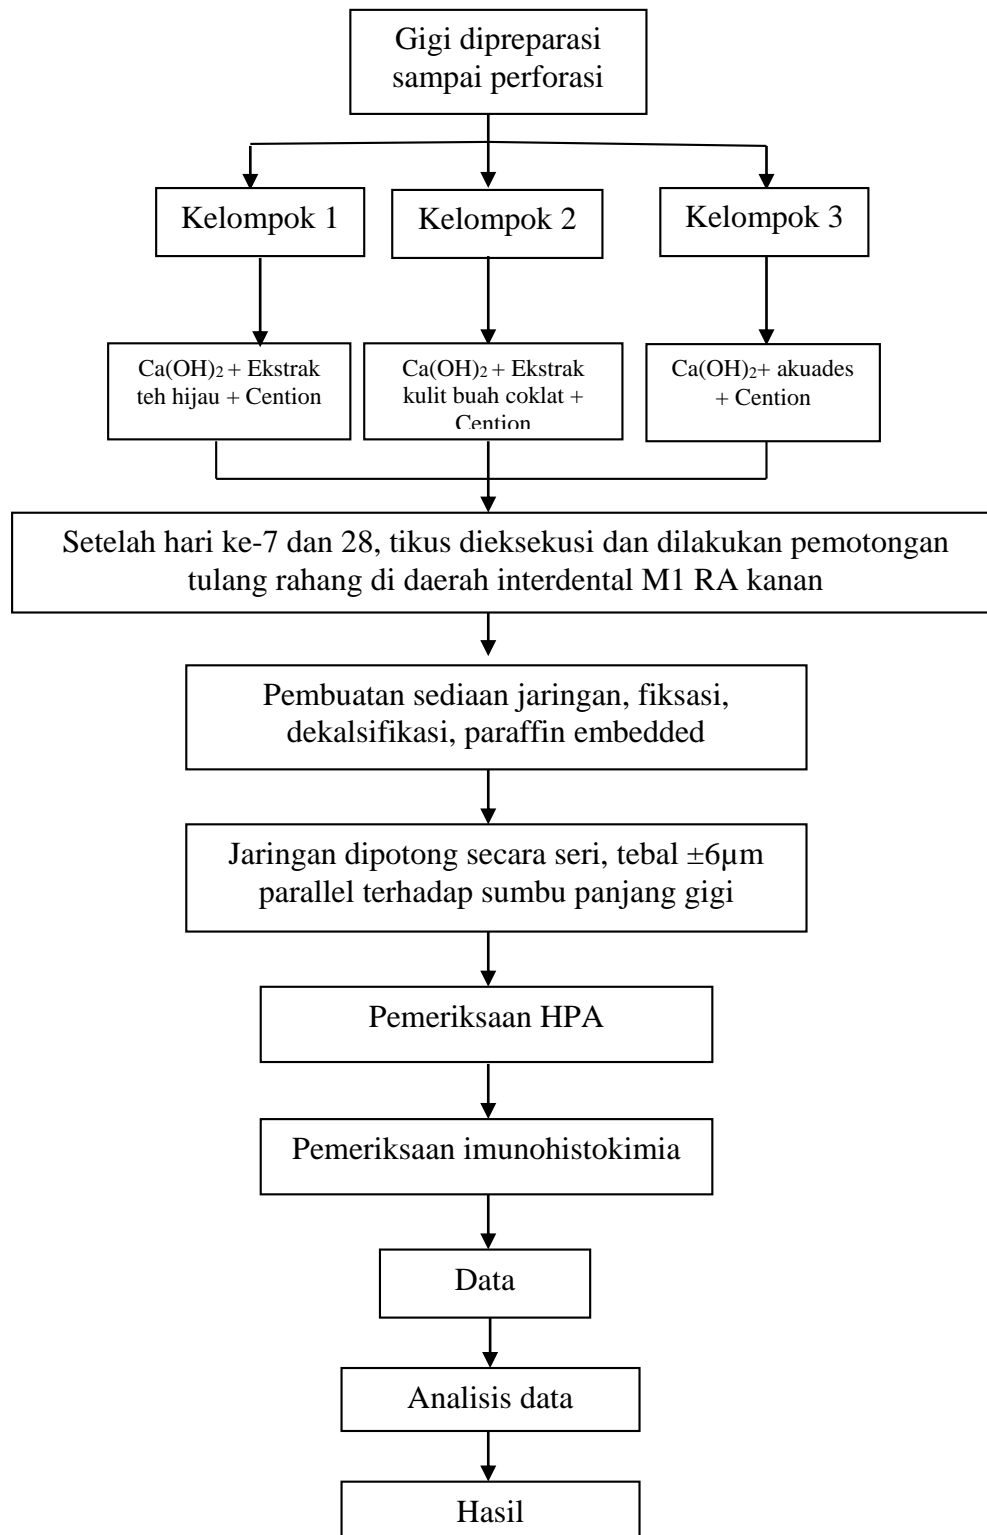 Gigi dipreparasi
sampai perforasi
Kelompok 1
Kelompok 2
Kelompok 3
Ca(OH)₂ + Ekstrak
teh hijau + Cention
Ca(OH)₂ + Ekstrak
kulit buah coklat +
Cention
Ca(OH)₂+ akuades
+ Cention
Setelah hari ke-7 dan 28, tikus dieksekusi dan dilakukan pemotongan
tulang rahang di daerah interdental M1 RA kanan
Pembuatan sediaan jaringan, fiksasi,
dekalsifikasi, paraffin embedded
Jaringan dipotong secara seri, tebal ±6µm
parallel terhadap sumbu panjang gigi
Pemeriksaan HPA
Pemeriksaan imunohistokimia
Data
Analisis data
Hasil